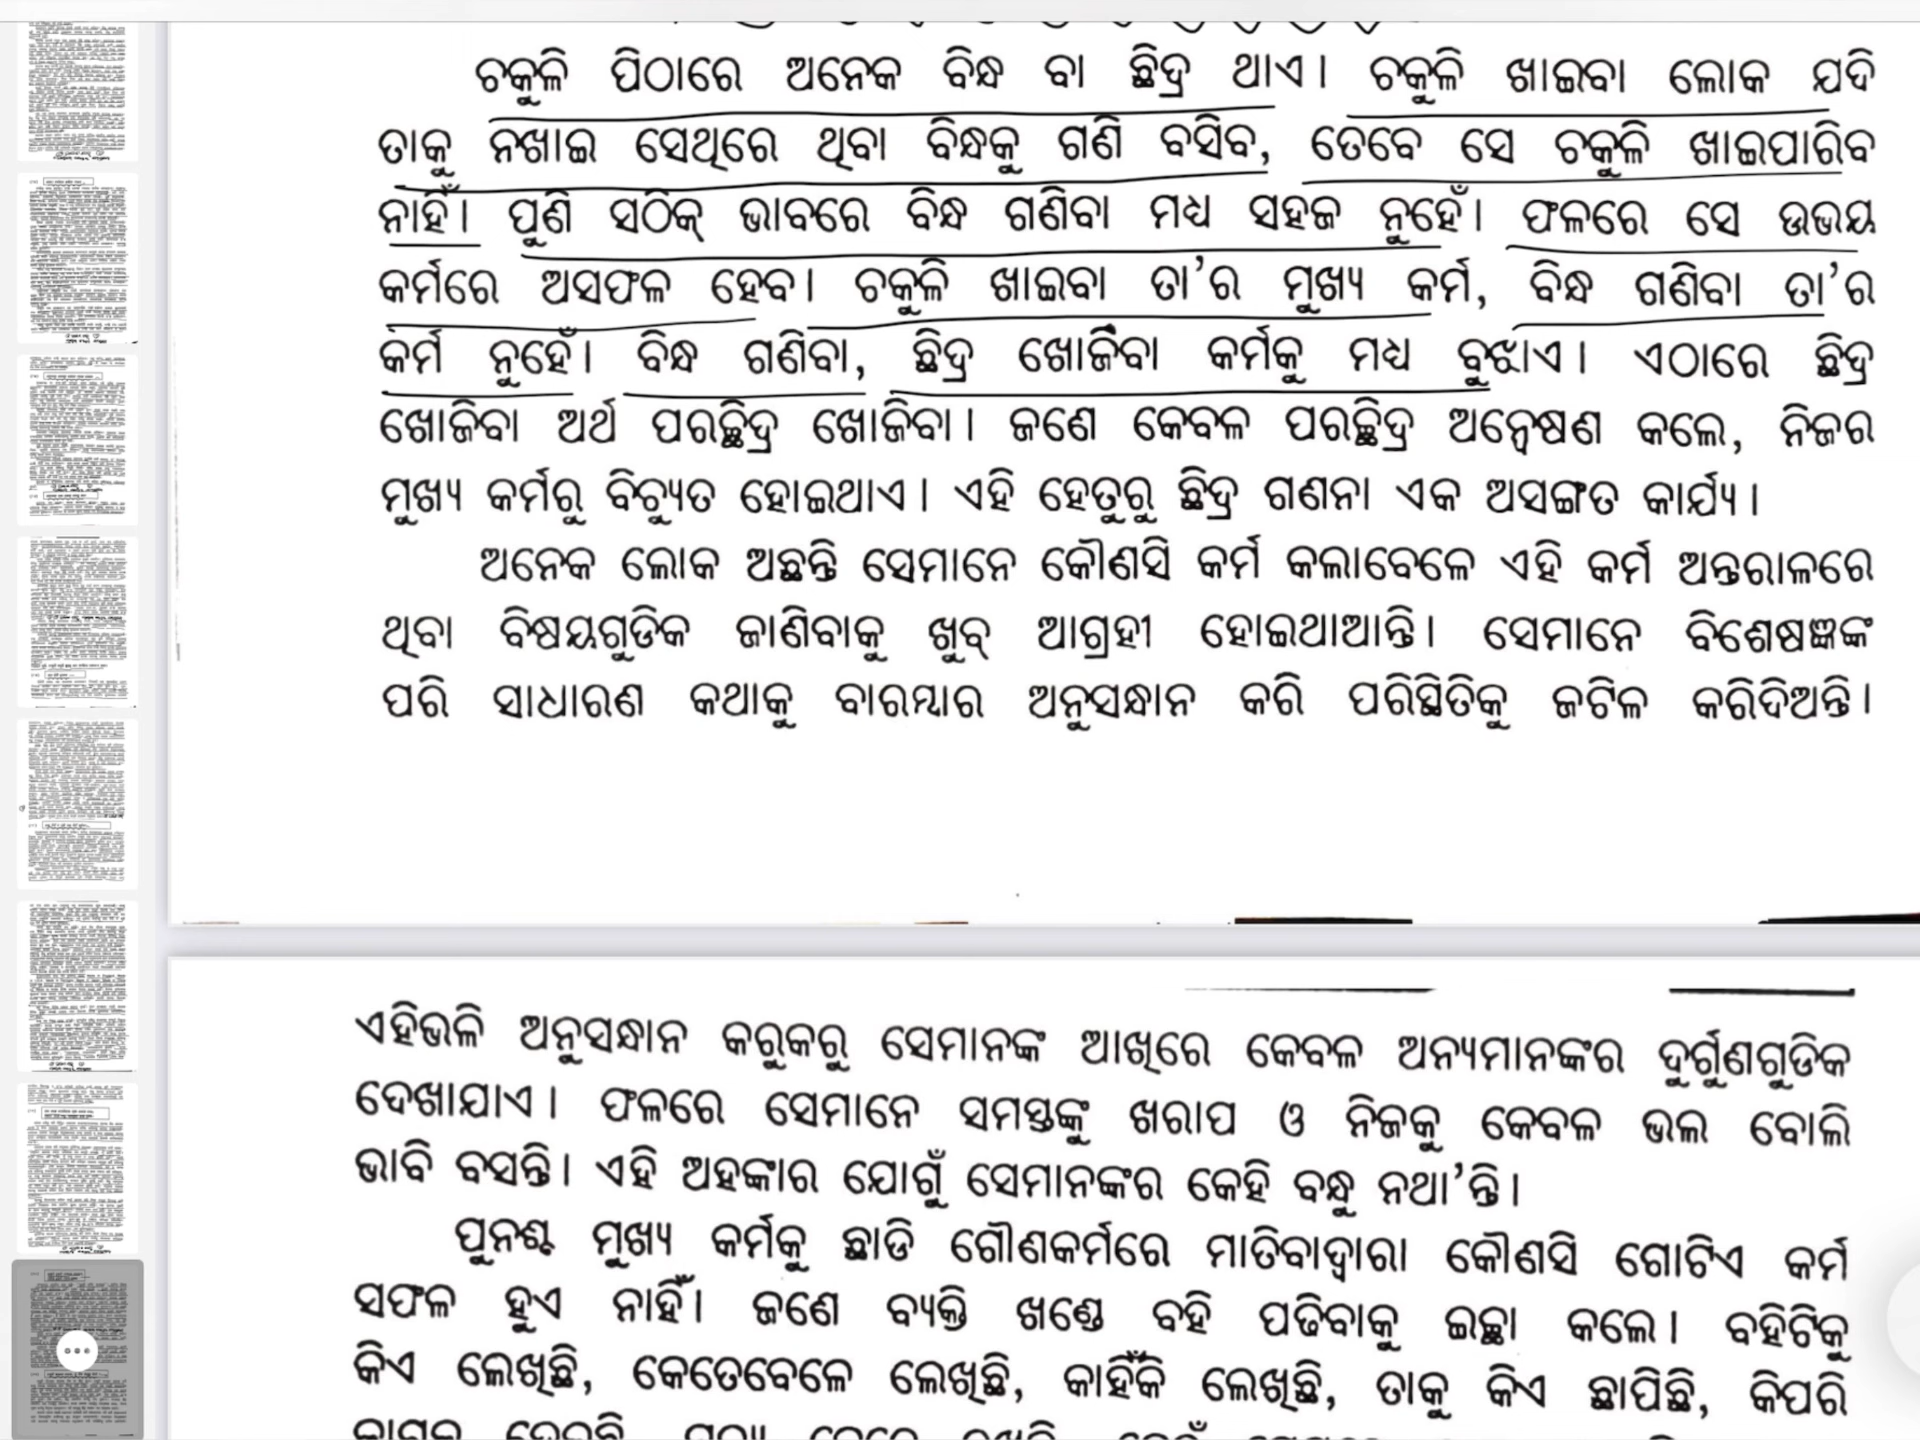 ଚକୁଳି ପିଠାରେ ଅନେକ ବିନ୍ଧ ବା ଛିଦ୍ର ଥାଏ। ଚକୁଳି ଖାଇବା ଲୋକ ଯଦି
ତାକୁ ନଖାଇ ସେଥିରେ ଥିବା ବିନ୍ଧକୁ ଗଣି ବସିବ, ତେବେ ସେ ଚକୁଳି ଖାଇପାରିବ
ନାହିଁ। ପୁଣି ସଠିକ୍ ଭାବରେ ବିନ୍ଧ ଗଣିବା ମଧ୍ୟ ସହଜ ନୁହେଁ। ଫଳରେ ସେ ଉଭୟ
କର୍ମରେ ଅସଫଳ ହେବ। ଚକୁଳି ଖାଇବା ତା’ର ମୁଖ୍ୟ କର୍ମ, ବିନ୍ଧ ଗଣିବା ତା’ର
କର୍ମ ନୁହେଁ। ବିନ୍ଧ ଗଣିବା, ଛିଦ୍ର ଖୋଜିବା କର୍ମକୁ ମଧ୍ୟ ବୁଝାଏ। ଏଠାରେ ଛିଦ୍ର
ଖୋଜିବା ଅର୍ଥ ପରଚ୍ଛିଦ୍ର ଖୋଜିବା। ଜଣେ କେବଳ ପରଚ୍ଛିଦ୍ର ଅନ୍ୱେଷଣ କଲେ, ନିଜର
ମୁଖ୍ୟ କର୍ମରୁ ବିଚ୍ୟୁତ ହୋଇଥାଏ। ଏହି ହେତୁରୁ ଛିଦ୍ର ଗଣନା ଏକ ଅସଙ୍ଗତ କାର୍ଯ୍ୟ।
ଅନେକ ଲୋକ ଅଛନ୍ତି ସେମାନେ କୌଣସି କର୍ମ କଲାବେଳେ ଏହି କର୍ମ ଅନ୍ତରାଳରେ
ଥିବା ବିଷୟଗୁଡିକ ଜାଣିବାକୁ ଖୁବ୍ ଆଗ୍ରହୀ ହୋଇଥାଆନ୍ତି। ସେମାନେ ବିଶେଷଜ୍ଞଙ୍କ
ପରି ସାଧାରଣ କଥାକୁ ବାରମ୍ବାର ଅନୁସନ୍ଧାନ କରି ପରିସ୍ଥିତିକୁ ଜଟିଳ କରିଦିଅନ୍ତି।
ଏହିଭଳି ଅନୁସନ୍ଧାନ କରୁକରୁ ସେମାନଙ୍କ ଆଖିରେ କେବଳ ଅନ୍ୟମାନଙ୍କର ଦୁର୍ଗୁଣଗୁଡିକ
ଦେଖାଯାଏ। ଫଳରେ ସେମାନେ ସମସ୍ତଙ୍କୁ ଖରାପ ଓ ନିଜକୁ କେବଳ ଭଲ ବୋଲି
ଭାବି ବସନ୍ତି। ଏହି ଅହଙ୍କାର ଯୋଗୁଁ ସେମାନଙ୍କର କେହି ବନ୍ଧୁ ନଥା’ନ୍ତି।
ପୁନଶ୍ଚ ମୁଖ୍ୟ କର୍ମକୁ ଛାଡି ଗୌଣକର୍ମରେ ମାତିବାଦ୍ୱାରା କୌଣସି ଗୋଟିଏ କର୍ମ
ସଫଳ ହୁଏ ନାହିଁ। ଜଣେ ବ୍ୟକ୍ତି ଖଣ୍ଡେ ବହି ପଢିବାକୁ ଇଚ୍ଛା କଲେ। ବହିଟିକୁ
କିଏ ଲେଖିଛି, କେତେବେଳେ ଲେଖିଛି, କାହିଁକି ଲେଖିଛି, ତାକୁ କିଏ ଛାପିଛି, କିପରି